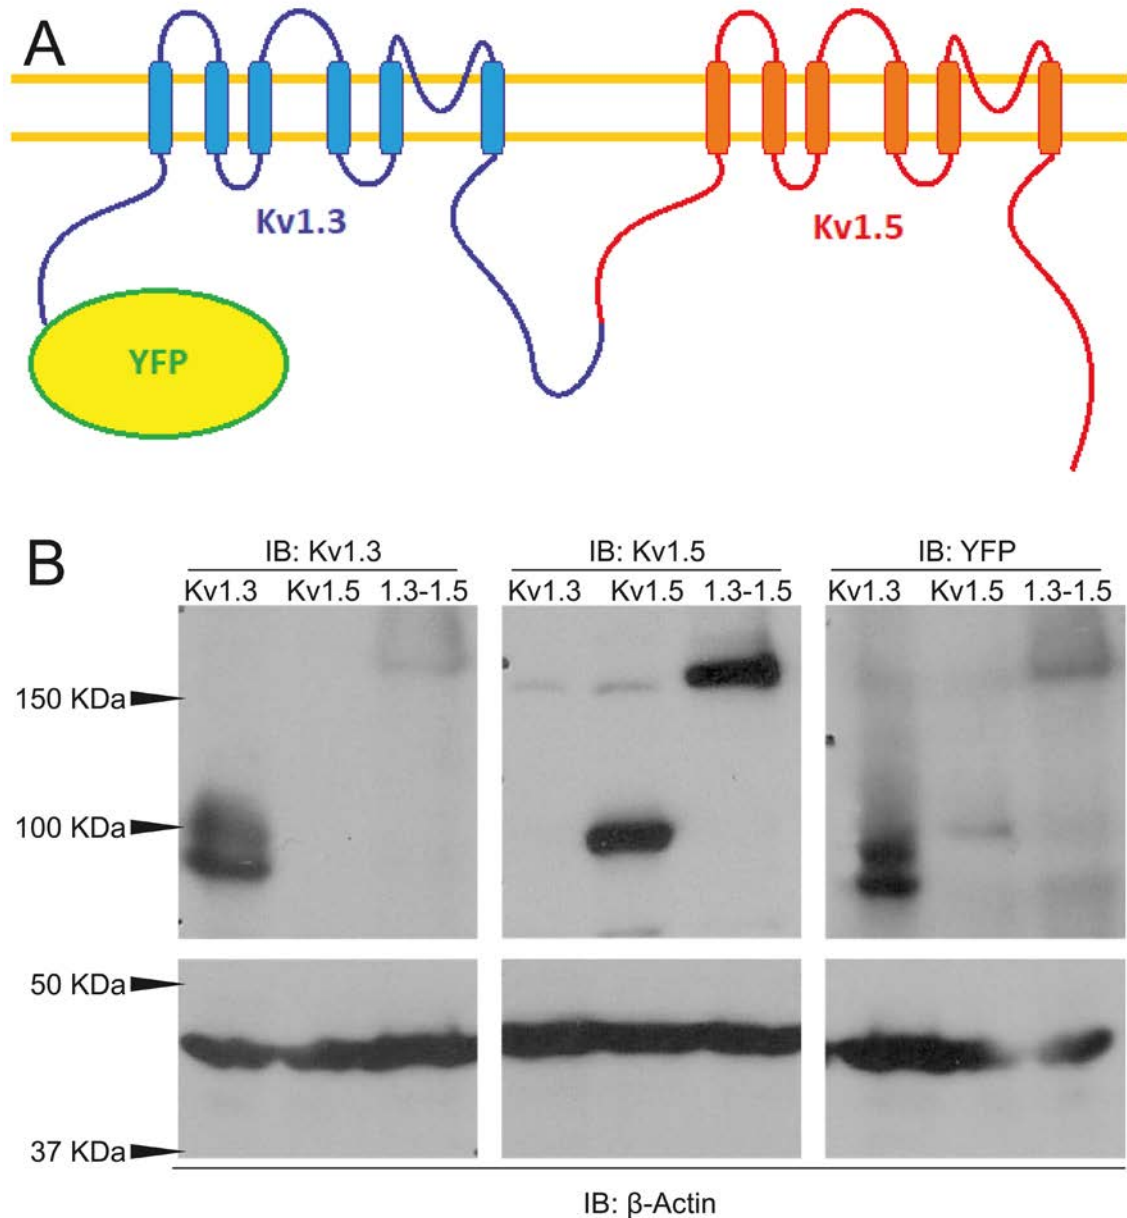 A
Kv1.3
Kv1.5
YFP
B
IB: Kv1.3 IB: Kv1.5 IB: YFP
Kv1.3 Kv1.5 1.3-1.5 Kv1.3 Kv1.5 1.3-1.5 Kv1.3 Kv1.5 1.3-1.5
150 KDa
100 KDa
50 KDa
37 KDa
IB: β-Actin